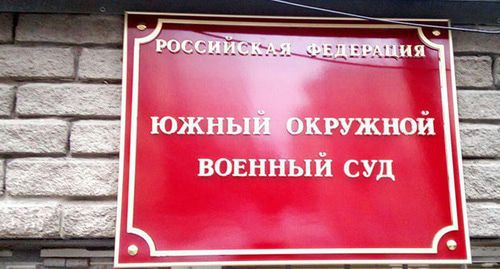 РОССИЙСКАЯ ФЕДЕРАЦИЯ
ЮЖНЫЙ ОКРУЖНОЙ
ВОЕННЫЙ СУД